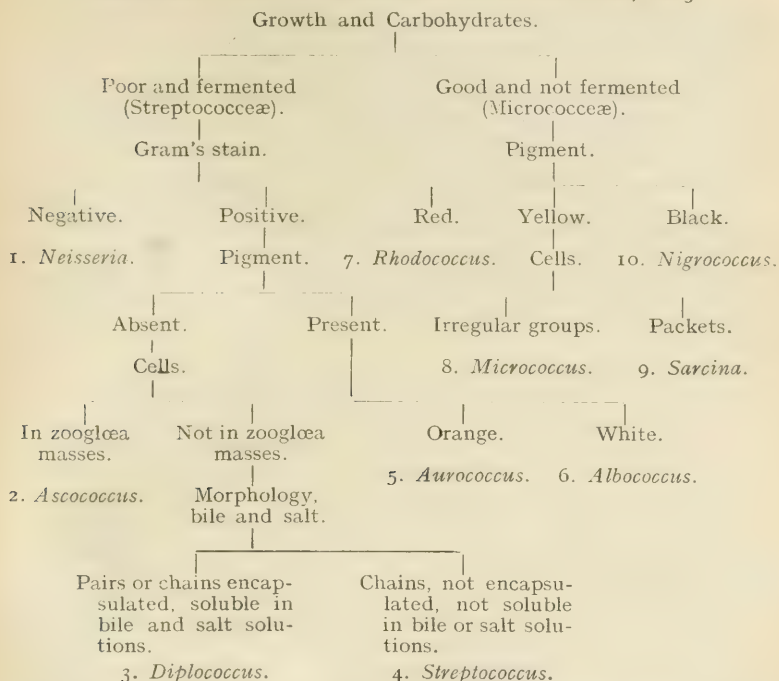 Growth and Carbohydrates.
Poor and fermented Good and not fermented
(Streptococceæ). (Micrococceæ).
Gram's stain. Pigment.
Negative. Positive. Red. Yellow. Black.
1. Neisseria. Pigment. 7. Rhodococcus. Cells. 10. Nigrococcus.
Absent. Present. Irregular groups. Packets.
Cells. 8. Micrococcus. 9. Sarcina.
In zooglœa Not in zooglœa Orange. White.
masses. masses.
5. Aurococcus. 6. Albococcus.
2. Ascococcus. Morphology,
bile and salt.
Pairs or chains encap- Chains, not encapsu-
sulated, soluble in lated, not soluble
bile and salt solu- in bile or salt solu-
tions. tions.
3. Diplococcus. 4. Streptococcus.